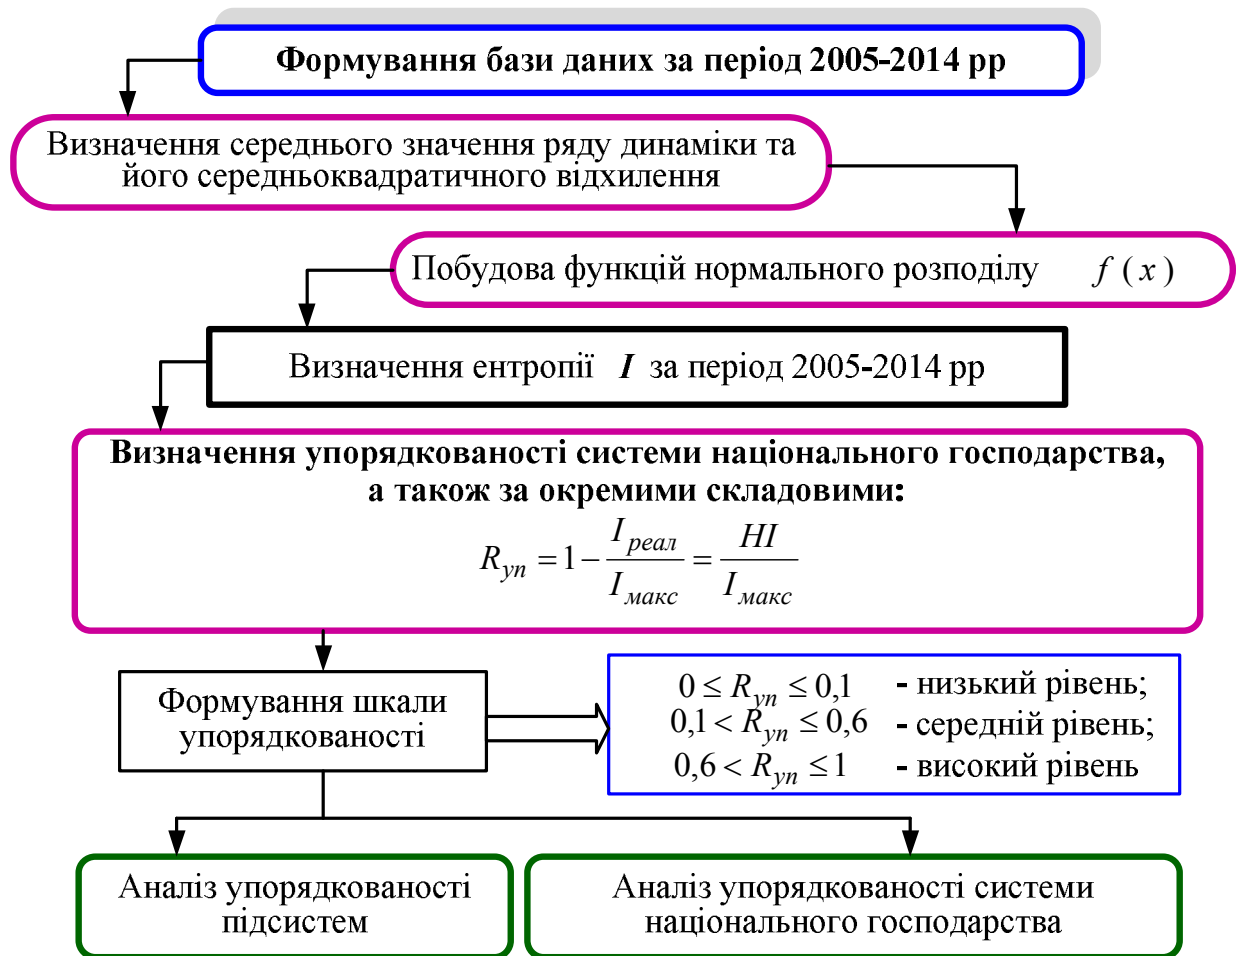 Формування бази даних за період 2005-2014 рр
Визначення середнього значення ряду динаміки та
його середньоквадратичного відхилення
Побудова функцій нормального розподілу f ( x )
Визначення ентропії I за період 2005-2014 рр
Визначення упорядкованості системи національного господарства,
а також за окремими складовими:
R_уп = 1 − I_реал / I_макс = HI / I_макс
Формування шкали
упорядкованості
0 ≤ R_уп ≤ 0,1 - низький рівень;
0,1 < R_уп ≤ 0,6 - середній рівень;
0,6 < R_уп ≤ 1 - високий рівень
Аналіз упорядкованості
підсистем
Аналіз упорядкованості системи
національного господарства